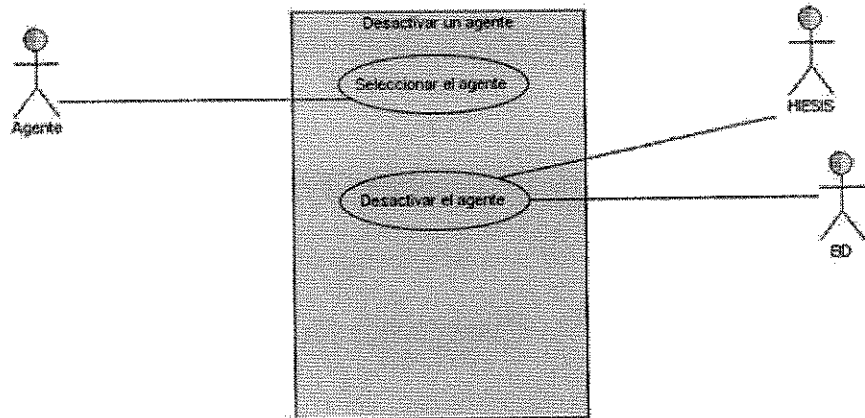 Desactivar un agente
Seleccionar el agente
Agente
HIESIS
Desactivar el agente
BD